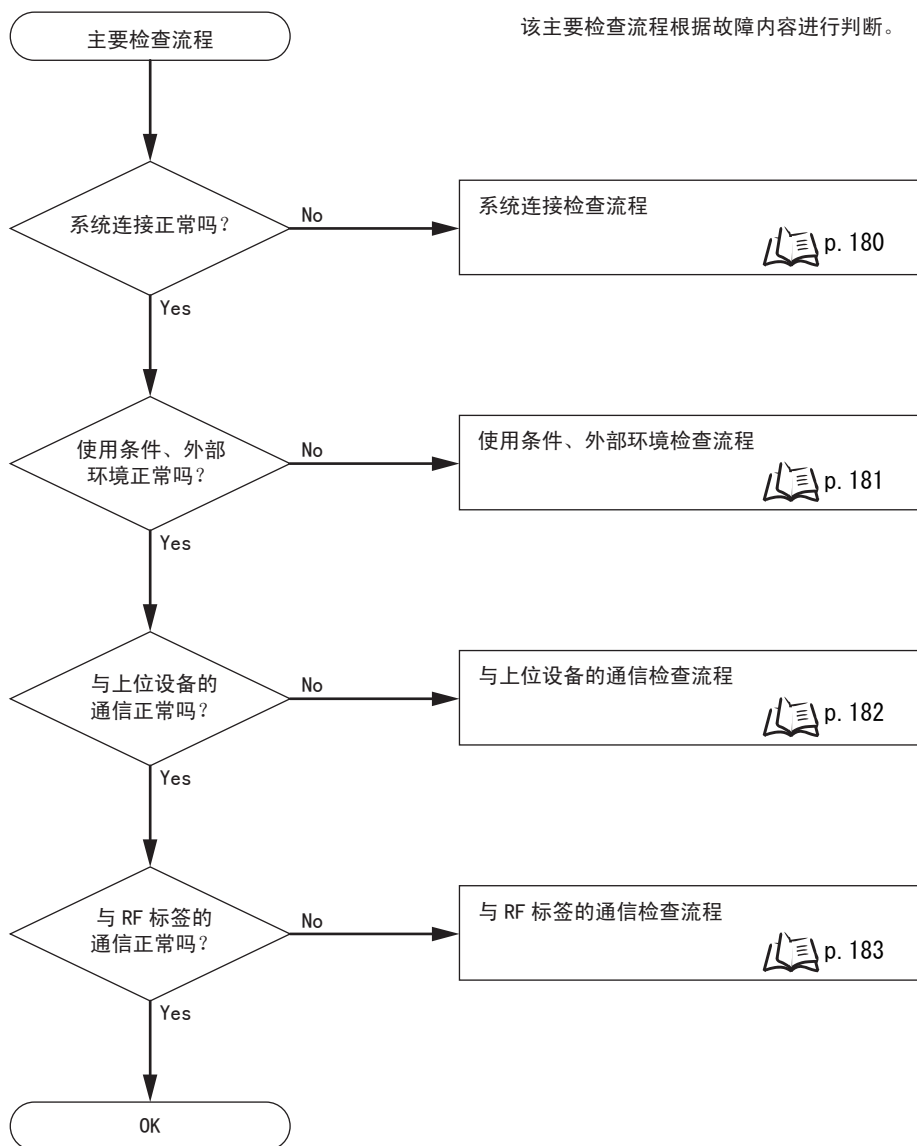 主要检查流程
该主要检查流程根据故障内容进行判断。
系统连接正常吗?
No
系统连接检查流程
p. 180
Yes
使用条件、外部
环境正常吗?
No
使用条件、外部环境检查流程
p. 181
Yes
与上位设备的
通信正常吗?
No
与上位设备的通信检查流程
p. 182
Yes
与 RF 标签的
通信正常吗?
No
与 RF 标签的通信检查流程
p. 183
Yes
OK